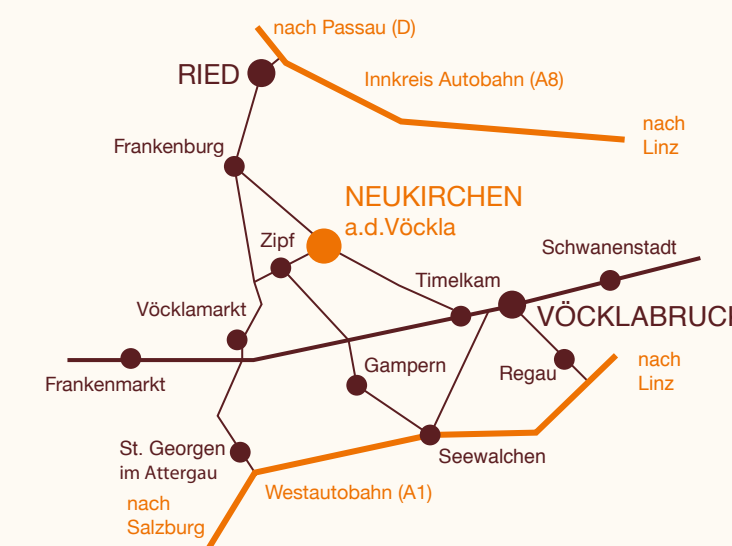 nach Passau (D)
RIED
Innkreis Autobahn (A8)
nach
Linz
Frankenburg
NEUKIRCHEN
a.d.Vöckla
Zipf
Schwanenstadt
Timelkam
Vöcklamarkt
VÖCKLABRUCK
Frankenmarkt
Gampern
Regau
nach
Linz
St. Georgen
im Attergau
Seewalchen
Westautobahn (A1)
nach
Salzburg